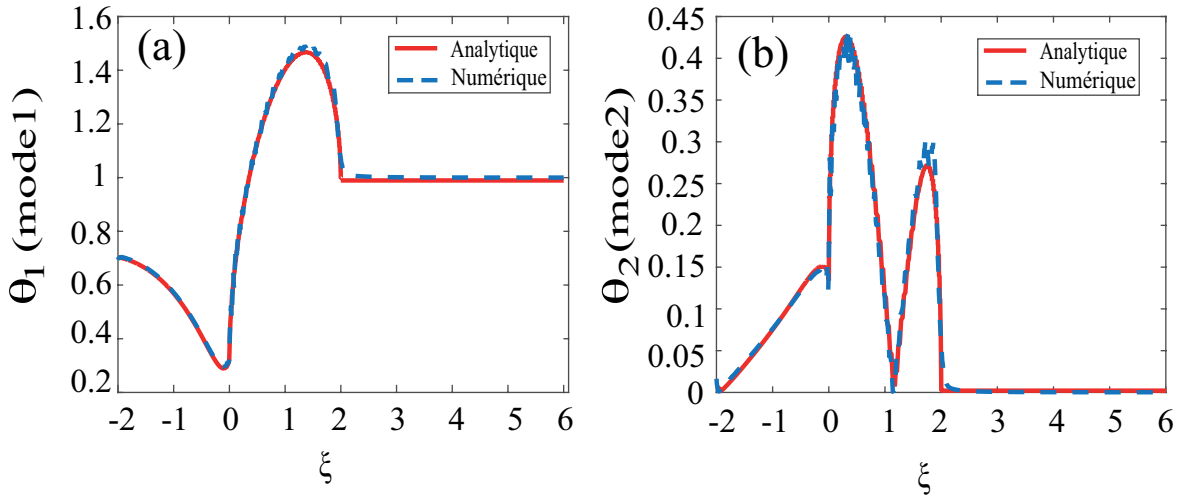 (a)
Analytique
Numérique
θ1 (mode1)
1.6
1.4
1.2
1
0.8
0.6
0.4
0.2
-2 -1 0 1 2 3 4 5 6
ξ
(b)
Analytique
Numérique
θ2(mode2)
0.45
0.4
0.35
0.3
0.25
0.2
0.15
0.1
0.05
0
-2 -1 0 1 2 3 4 5 6
ξ